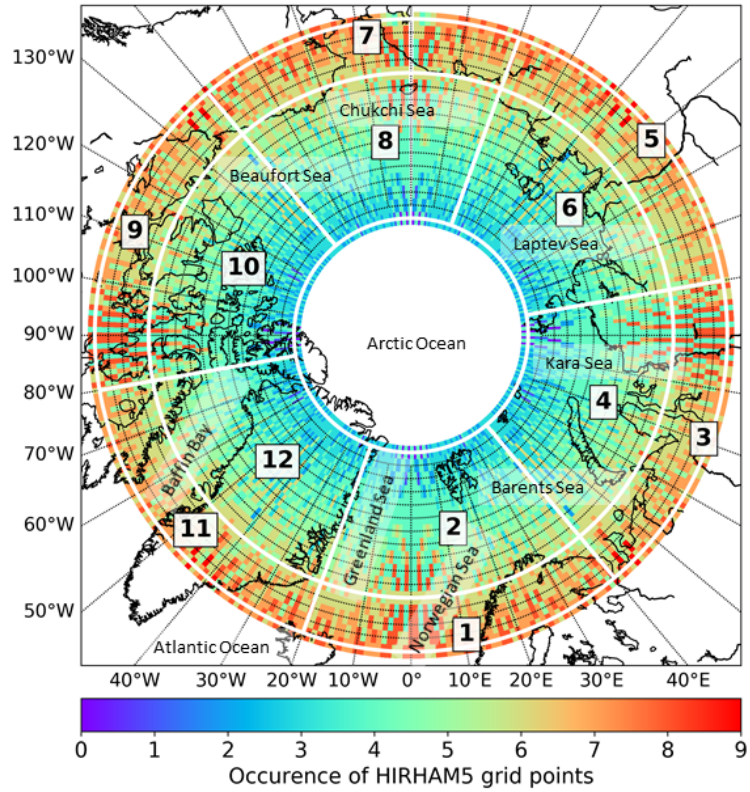 7
130°W
Chukchi Sea
5
8
120°W
Beaufort Sea
6
110°W
9
Laptev Sea
10
100°W
90°W
Arctic Ocean
Kara Sea
80°W
4
3
70°W
Baffin Bay
12
Barents Sea
60°W
11
Greenland Sea
2
Norwegian Sea
50°W
1
Atlantic Ocean
40°W 30°W 20°W 10°W 0° 10°E 20°E 30°E 40°E
0 1 2 3 4 5 6 7 8 9
Occurence of HIRHAM5 grid points